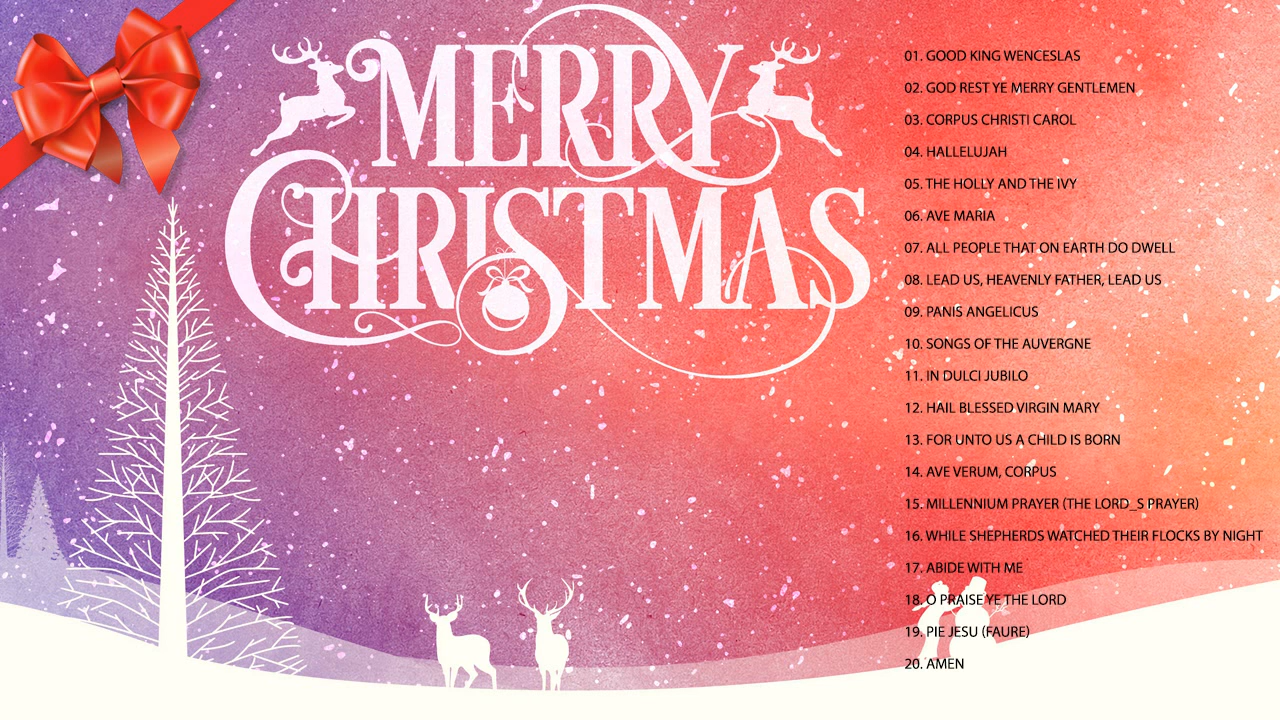 MERRY
CHRISTMAS
01. GOOD KING WENCESLAS
02. GOD REST YE MERRY GENTLEMEN
03. CORPUS CHRISTI CAROL
04. HALLELUJAH
05. THE HOLLY AND THE IVY
06. AVE MARIA
07. ALL PEOPLE THAT ON EARTH DO DWELL
08. LEAD US, HEAVENLY FATHER, LEAD US
09. PANIS ANGELICUS
10. SONGS OF THE AUVERGNE
11. IN DULCI JUBILO
12. HAIL BLESSED VIRGIN MARY
13. FOR UNTO US A CHILD IS BORN
14. AVE VERUM, CORPUS
15. MILLENNIUM PRAYER (THE LORD_S PRAYER)
16. WHILE SHEPHERDS WATCHED THEIR FLOCKS BY NIGHT
17. ABIDE WITH ME
18. O PRAISE YE THE LORD
19. PIE JESU (FAURE)
20. AMEN